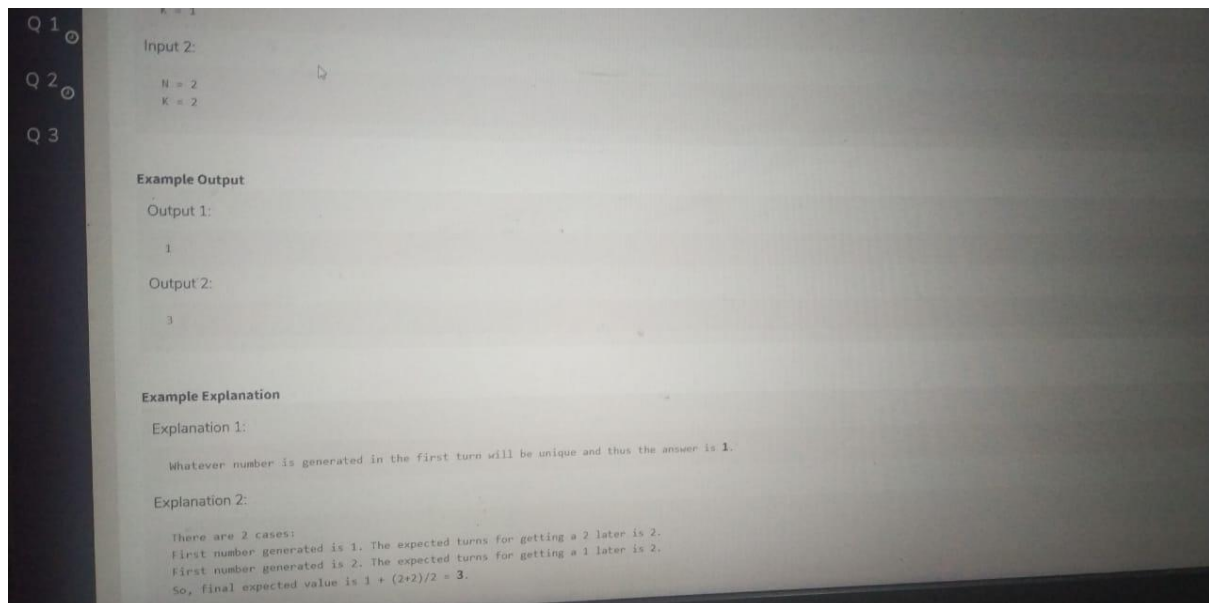 Q 1
K = 1
Input 2:
Q 2
N = 2
K = 2
Q 3
Example Output
Output 1:
1
Output 2:
3
Example Explanation
Explanation 1:
Whatever number is generated in the first turn will be unique and thus the answer is 1.
Explanation 2:
There are 2 cases:
First number generated is 1. The expected turns for getting a 2 later is 2.
First number generated is 2. The expected turns for getting a 1 later is 2.
So, final expected value is 1 + (2+2)/2 = 3.